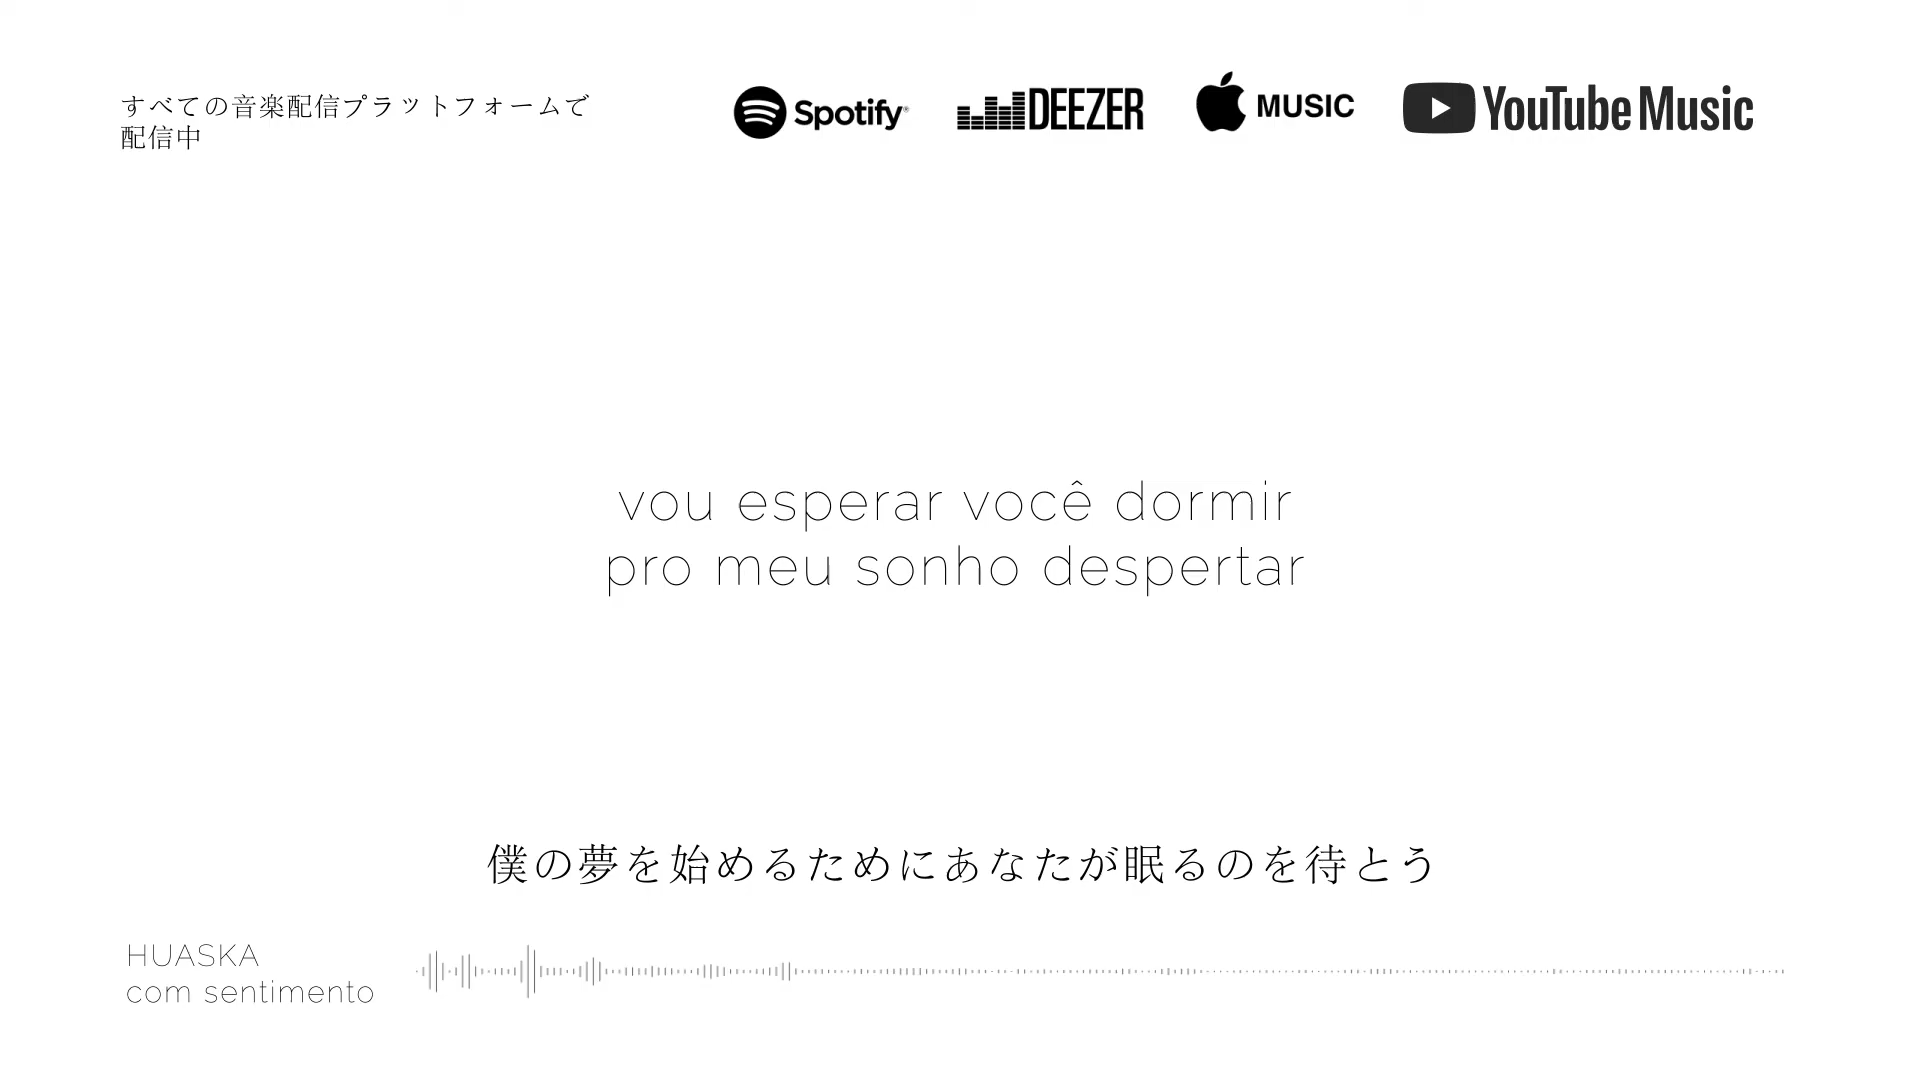 すべての音楽配信プラットフォームで
配信中
Spotify® DEEZER MUSIC YouTube Music
vou esperar você dormir
pro meu sonho despertar
僕の夢を始めるためにあなたが眠るのを待とう
HUASKA
com sentimento